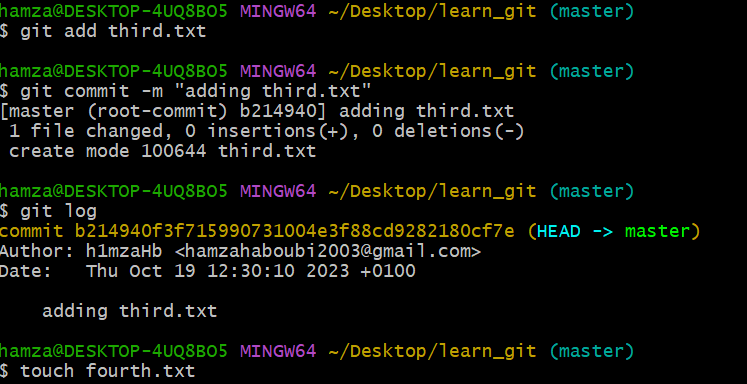 hamza@DESKTOP-4UQ8BO5 MINGW64 ~/Desktop/learn_git (master)
$ git add third.txt
hamza@DESKTOP-4UQ8BO5 MINGW64 ~/Desktop/learn_git (master)
$ git commit -m "adding third.txt"
[master (root-commit) b214940] adding third.txt
1 file changed, 0 insertions(+), 0 deletions(-)
create mode 100644 third.txt
hamza@DESKTOP-4UQ8BO5 MINGW64 ~/Desktop/learn_git (master)
$ git log
commit b214940f3f715990731004e3f88cd9282180cf7e (HEAD -> master)
Author: h1mzaHb <hamzahaboubi2003@gmail.com>
Date:   Thu Oct 19 12:30:10 2023 +0100
adding third.txt
hamza@DESKTOP-4UQ8BO5 MINGW64 ~/Desktop/learn_git (master)
$ touch fourth.txt